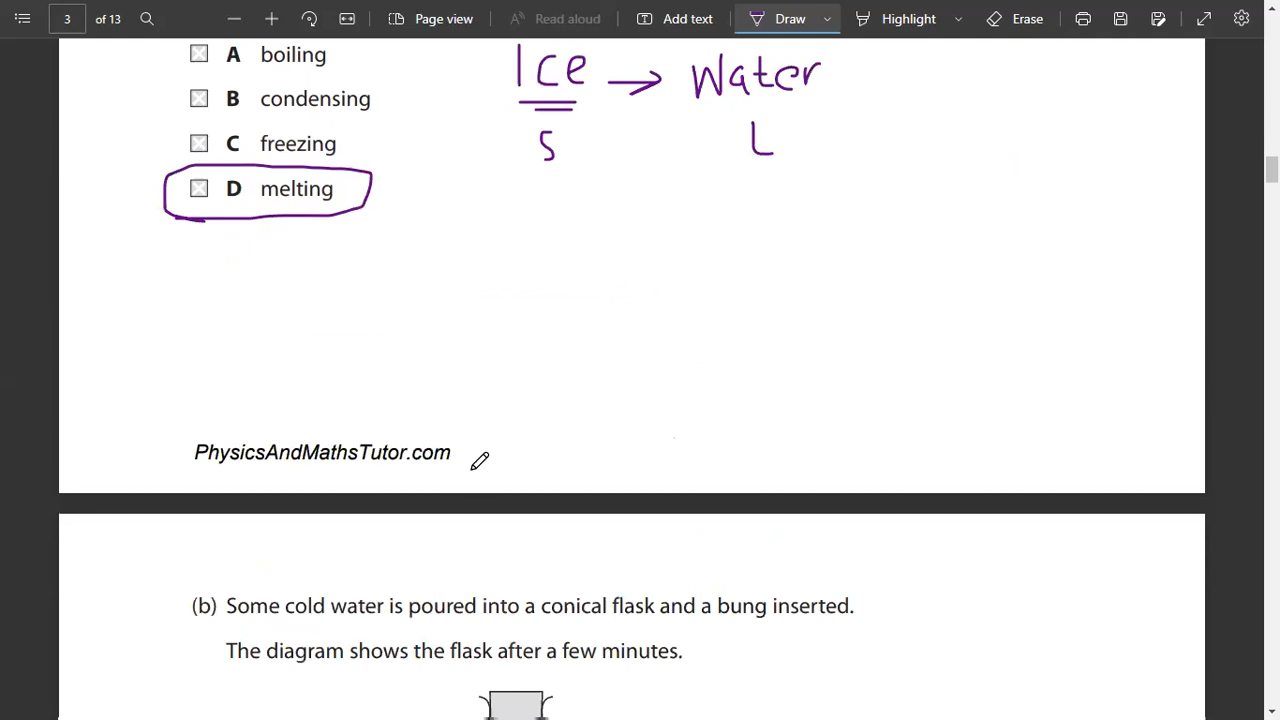 3 of 13 Page view Read aloud Add text Draw Highlight Erase
A boiling
B condensing
C freezing
D melting
Ice → Water
S L
PhysicsAndMathsTutor.com
(b) Some cold water is poured into a conical flask and a bung inserted.
The diagram shows the flask after a few minutes.